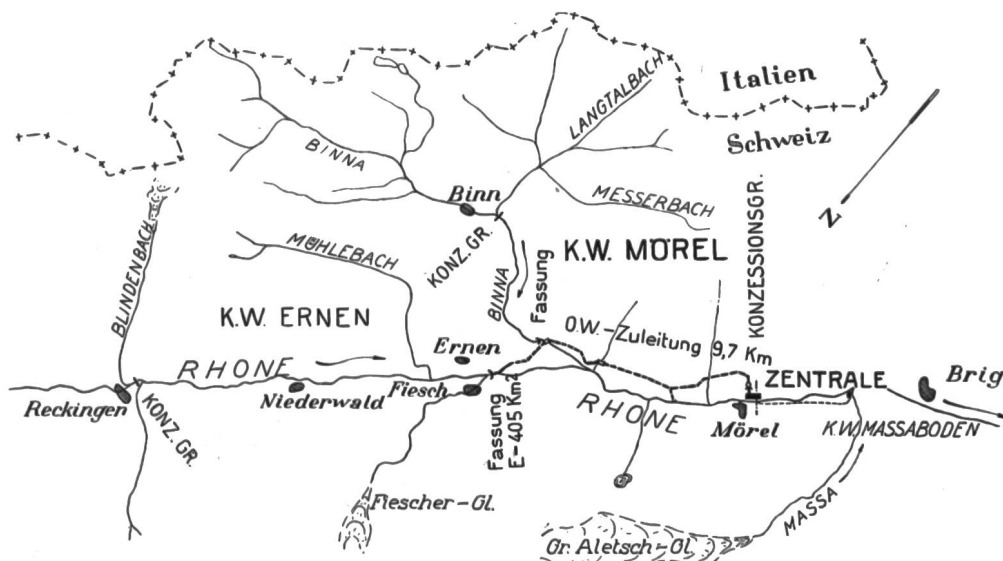 Italien
Schweiz
LANGTALBACH
BINNA
Binn
MESSERBACH
N
KONZ.GR.
K.W. MÖREL
KONZESSIONSGR.
MÜHLEBACH
BLINDENBACH
BINNA
Fassung
K.W. ERNEN
O.W.-Zuleitung 9,7 Km
Ernen
RHONE
Reckingen
Niederwald
Fiesch
ZENTRALE
Brig
RHONE
Mörel
K.W. MASSABODEN
KONZ.GR.
Fassung
E-405 Km²
Fiescher-Gl.
MASSA
Gr. Aletsch-Gl.